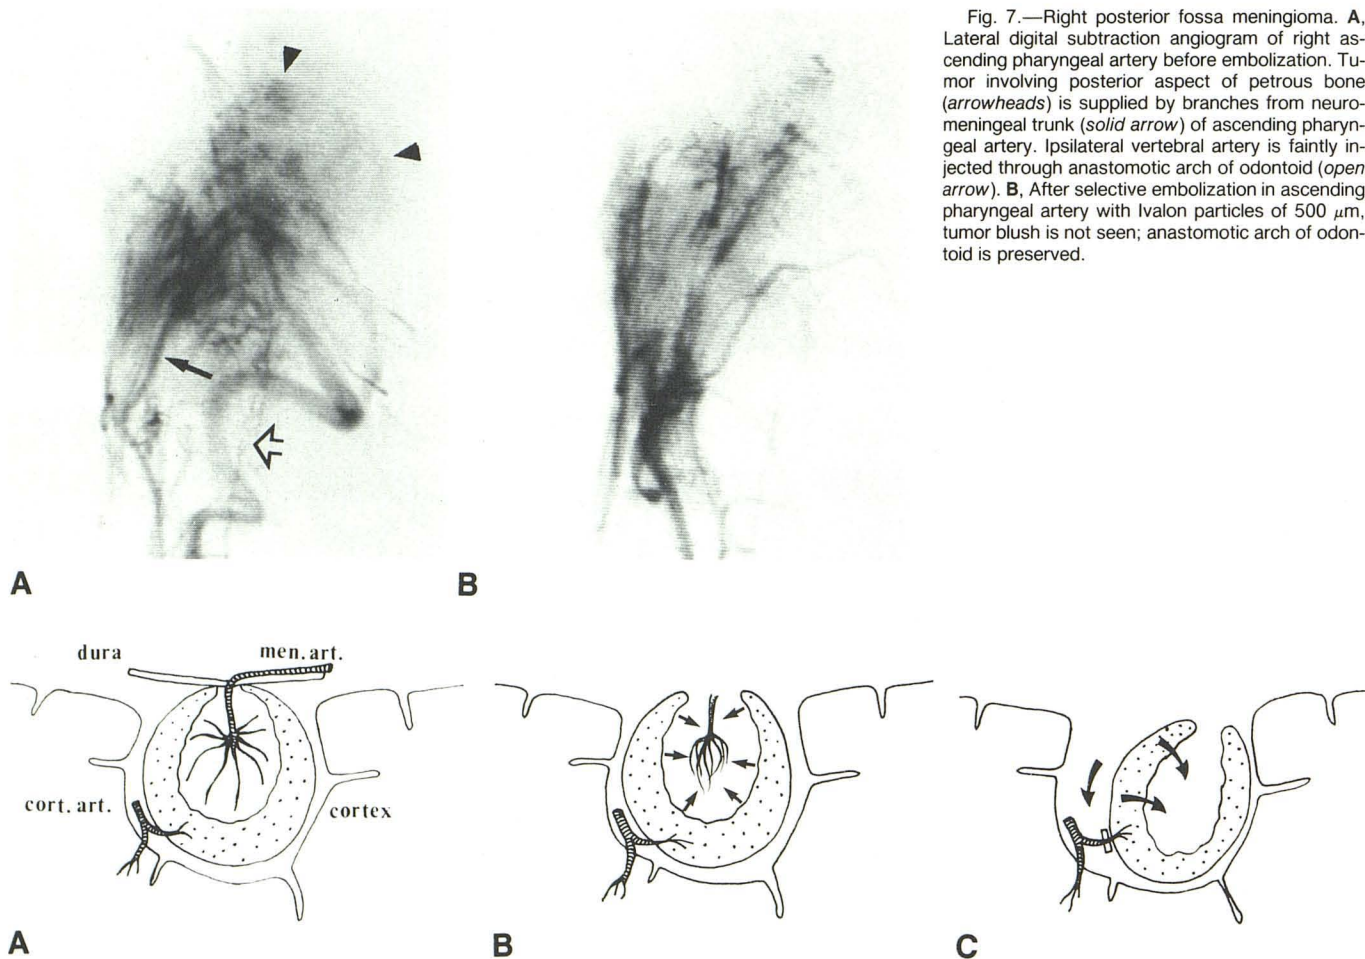 Fig. 7.—Right posterior fossa meningioma. A,
Lateral digital subtraction angiogram of right as-
cending pharyngeal artery before embolization. Tu-
mor involving posterior aspect of petrous bone
(arrowheads) is supplied by branches from neuro-
meningeal trunk (solid arrow) of ascending pharyn-
geal artery. Ipsilateral vertebral artery is faintly in-
jected through anastomotic arch of odontoid (open
arrow). B, After selective embolization in ascending
pharyngeal artery with Ivalon particles of 500 μm,
tumor blush is not seen; anastomotic arch of odon-
toid is preserved.
A
B
dura
men. art.
cort. art.
cortex
A
B
C